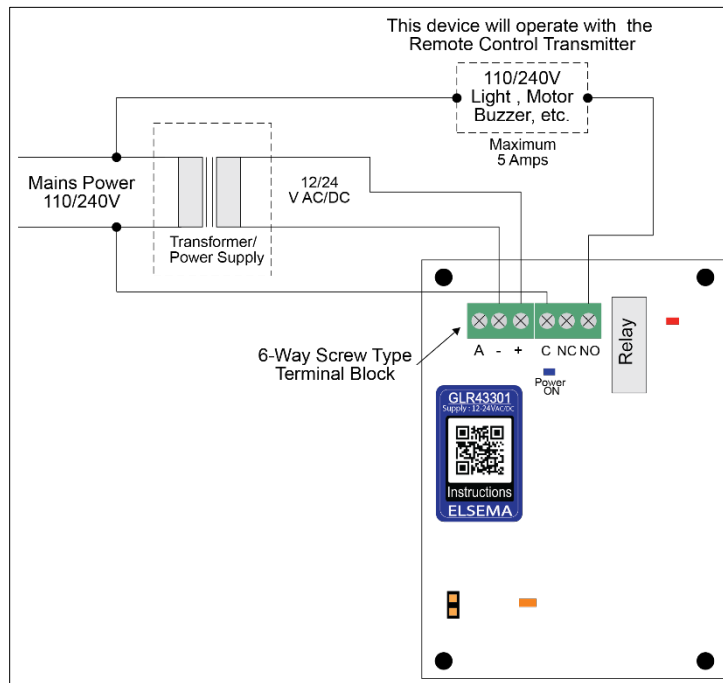 This device will operate with the
Remote Control Transmitter
110/240V
Light , Motor
Buzzer, etc.
Maximum
5 Amps
Mains Power
110/240V
12/24
V AC/DC
Transformer/
Power Supply
6-Way Screw Type
Terminal Block
A - + C NC NO
Relay
Power
ON
GLR43301
Supply : 12-24VAC/DC
Instructions
ELSEMA